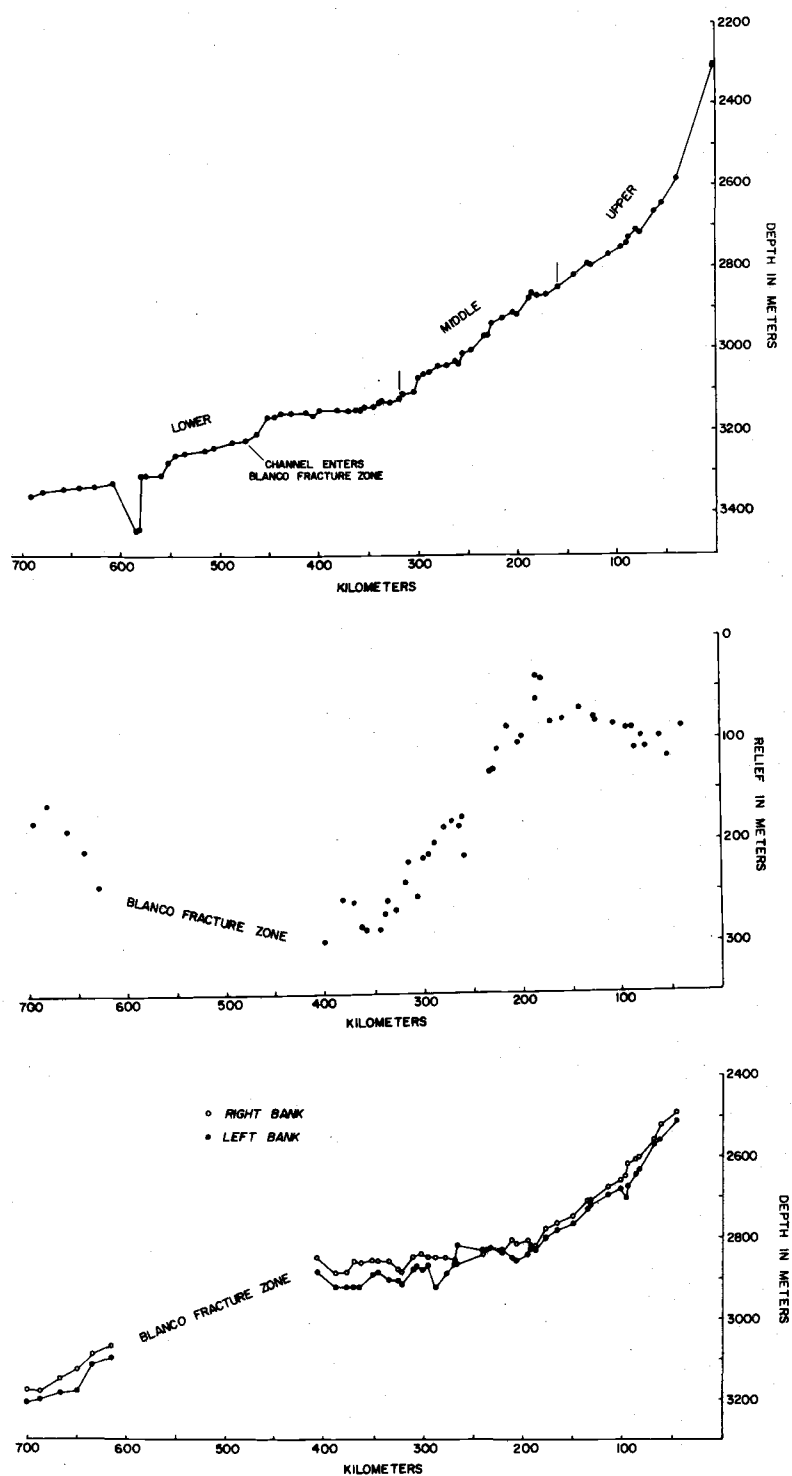 2200
2400
2600
2800
3000
3200
3400
DEPTH IN METERS
UPPER
MIDDLE
LOWER
CHANNEL ENTERS
BLANCO FRACTURE ZONE
700
600
500
400
300
200
100
KILOMETERS
0
100
200
300
RELIEF IN METERS
BLANCO FRACTURE ZONE
700
600
500
400
300
200
100
KILOMETERS
2400
2600
2800
3000
3200
DEPTH IN METERS
RIGHT BANK
LEFT BANK
BLANCO FRACTURE ZONE
700
600
500
400
300
200
100
KILOMETERS